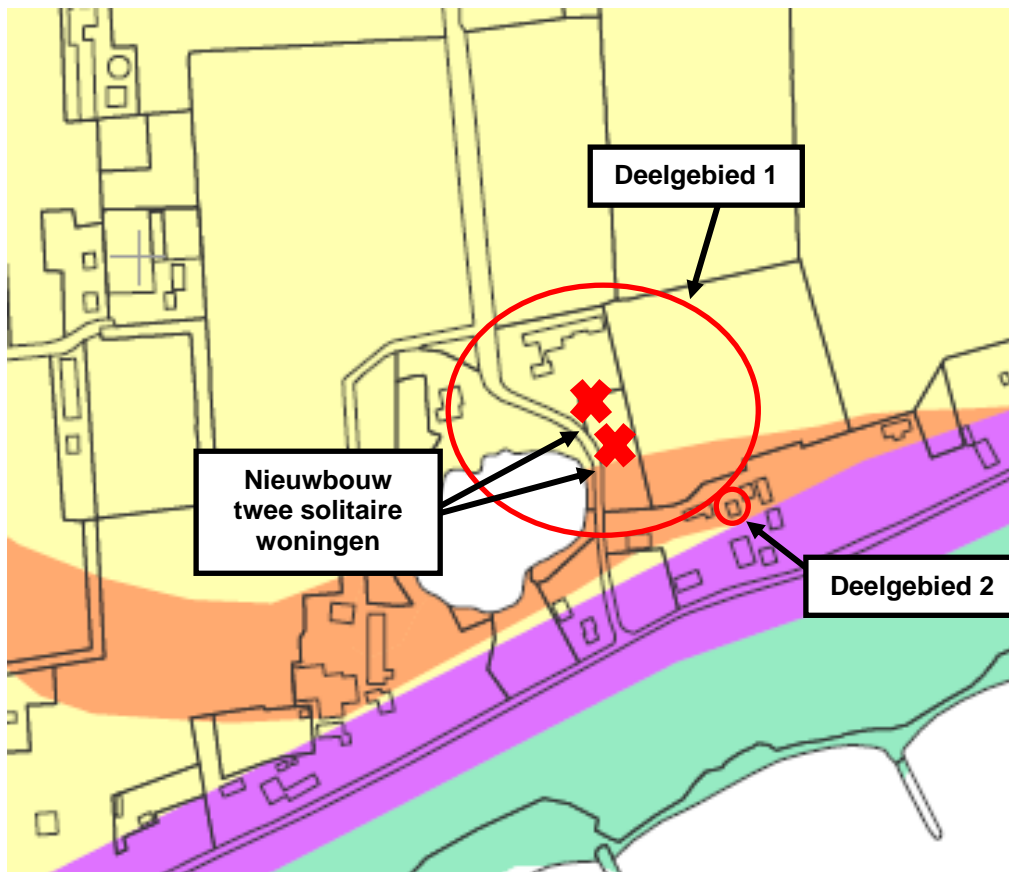 Deelgebied 1
Nieuwbouw
twee solitaire
woningen
Deelgebied 2